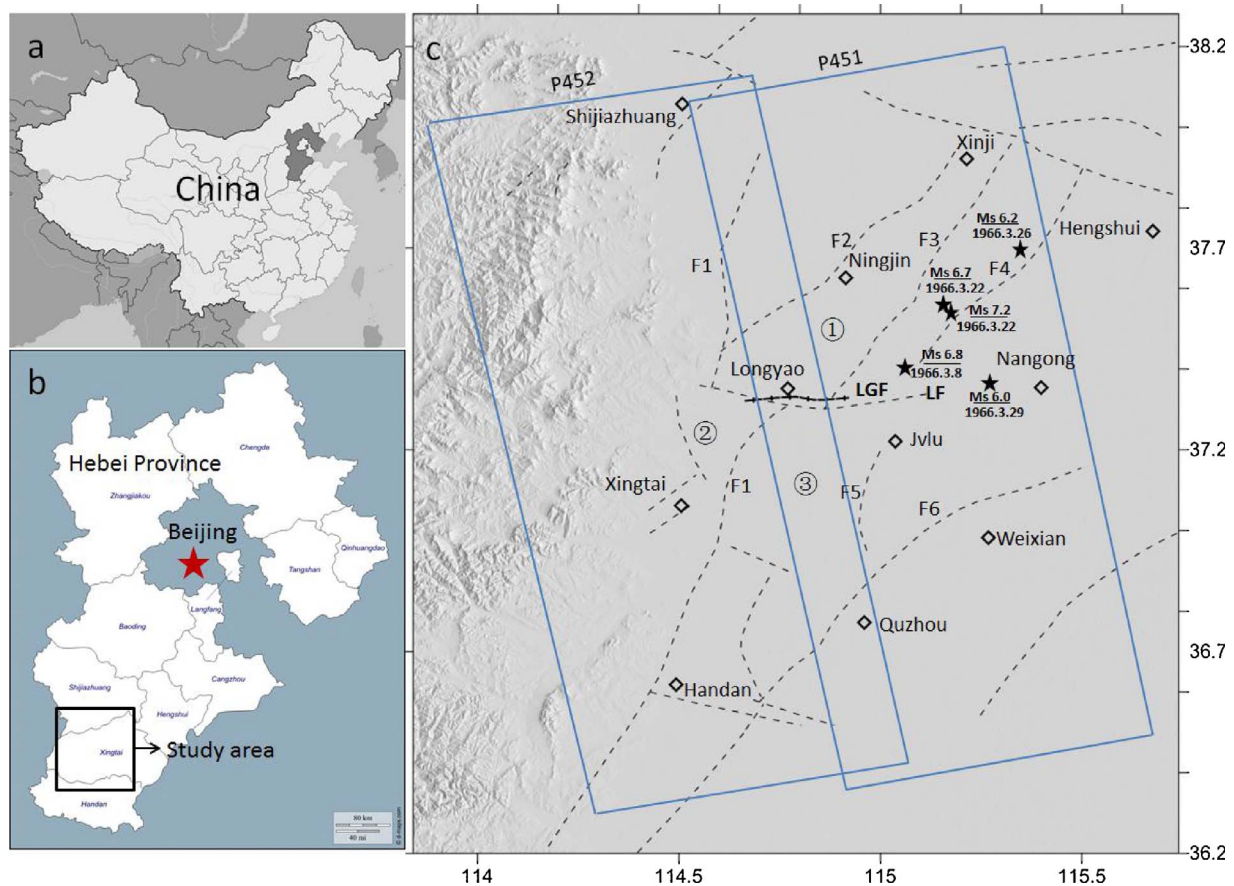 a
China
b
Hebei Province
Chengde
Zhangjiakou
Beijing
Qinhuangdao
Tangshan
Langfang
Baoding
Cangzhou
Shijiazhuang
Hengshui
Xingtai
Study area
Handan
80 km
40 mi
© d-maps.com
c
P452
P451
Shijiazhuang
Xinji
Hengshui
Ms 6.2
1966.3.26
F1
F2
F3
F4
Ningjin
Ms 6.7
1966.3.22
Ms 7.2
1966.3.22
①
Longyao
Ms 6.8
1966.3.8
Nangong
LGF
LF
Ms 6.0
1966.3.29
②
Jvlu
Xingtai
F1
③
F5
F6
Weixian
Quzhou
Handan
38.2
37.7
37.2
36.7
36.2
114
114.5
115
115.5